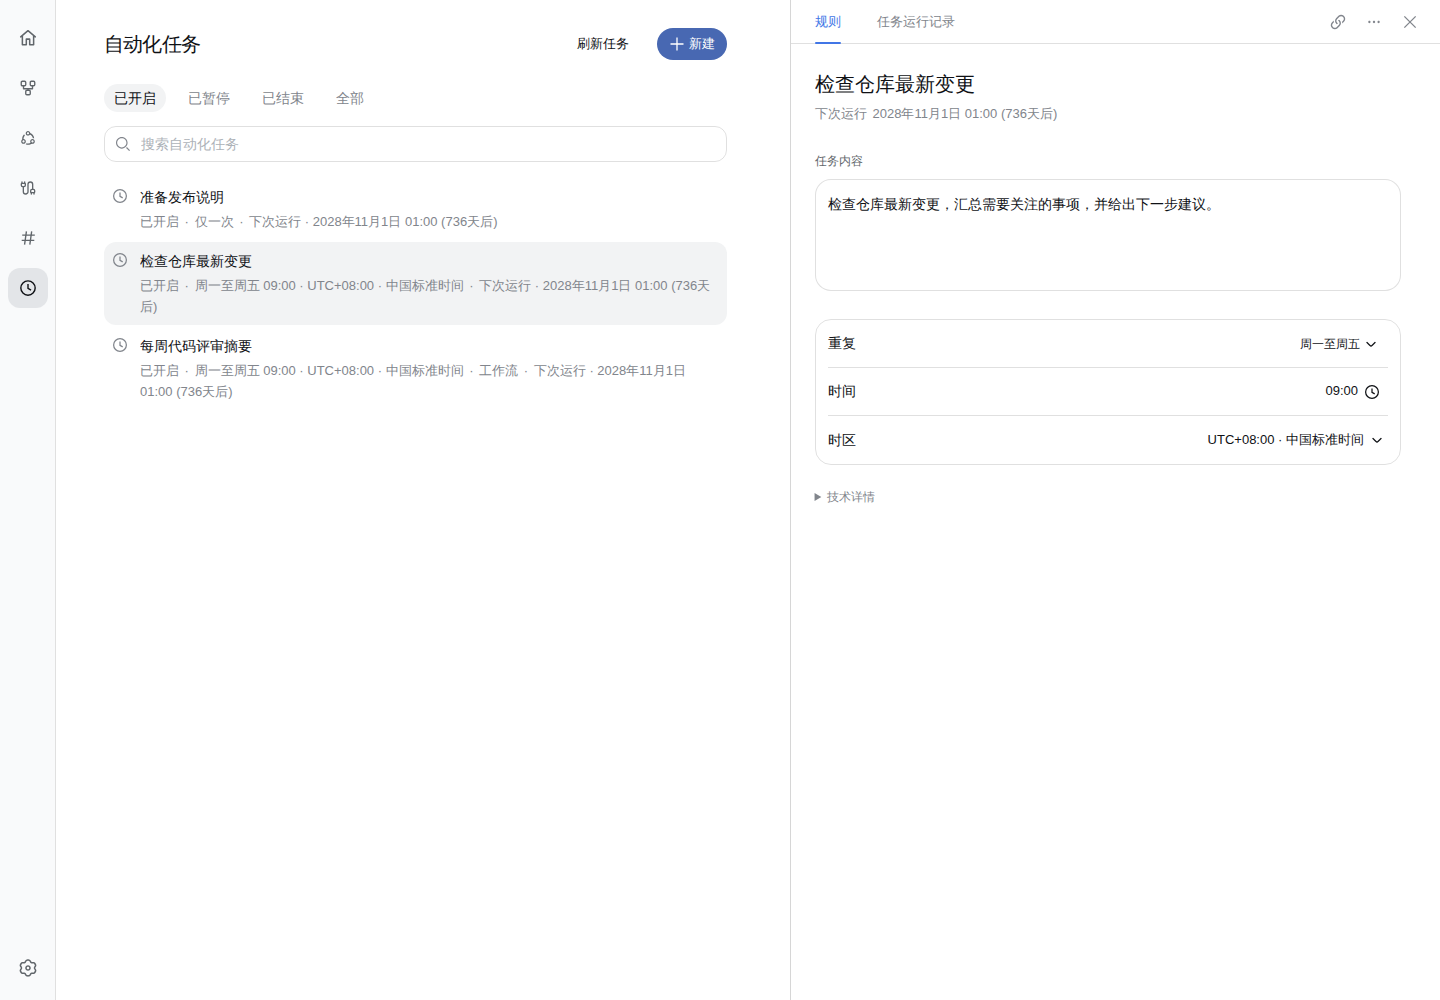 自动化任务
刷新任务
新建
已开启
已暂停
已结束
全部
搜索自动化任务
准备发布说明
已开启 · 仅一次 · 下次运行 · 2028年11月1日 01:00 (736天后)
检查仓库最新变更
已开启 · 周一至周五 09:00 · UTC+08:00 · 中国标准时间 · 下次运行 · 2028年11月1日 01:00 (736天
后)
每周代码评审摘要
已开启 · 周一至周五 09:00 · UTC+08:00 · 中国标准时间 · 工作流 · 下次运行 · 2028年11月1日
01:00 (736天后)
规则
任务运行记录
检查仓库最新变更
下次运行 2028年11月1日 01:00 (736天后)
任务内容
检查仓库最新变更，汇总需要关注的事项，并给出下一步建议。
重复
周一至周五
时间
09:00
时区
UTC+08:00 · 中国标准时间
技术详情